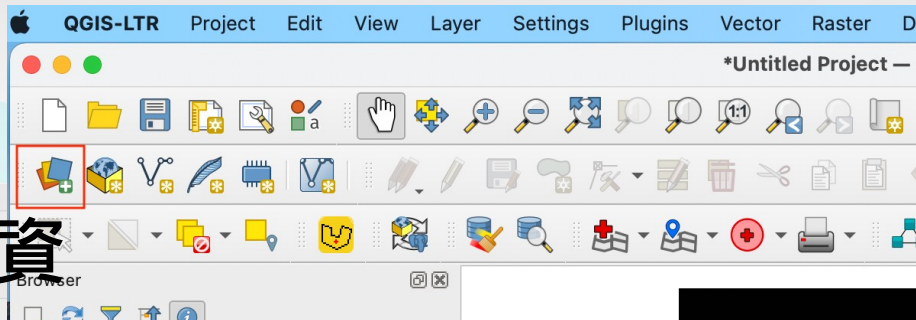 QGIS-LTR Project Edit View Layer Settings Plugins Vector Raster D
*Untitled Project —
a
1:1
資
Browser